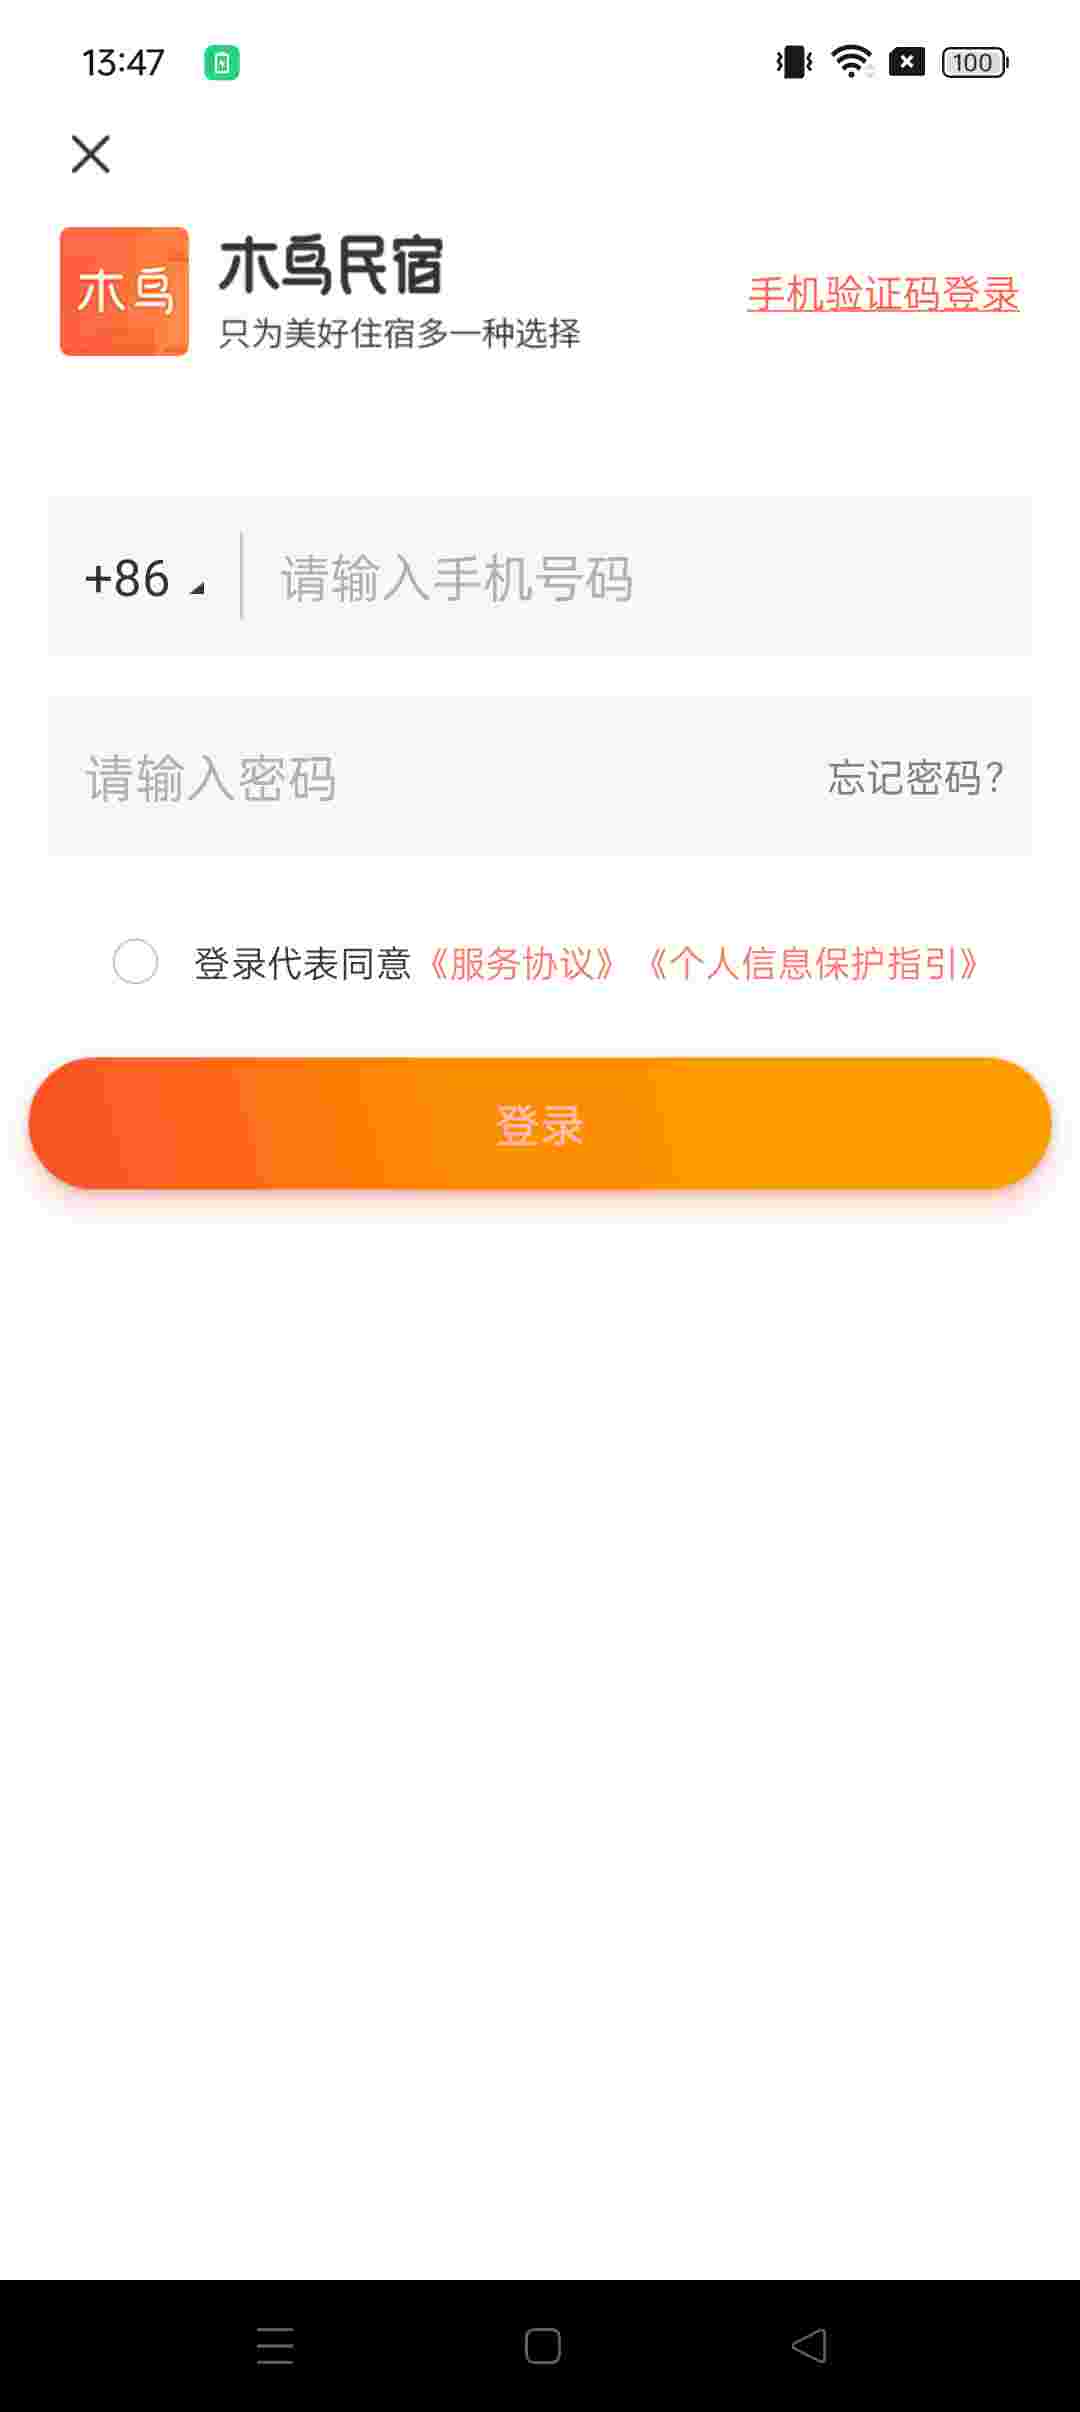 13:47
100
木鸟
木鸟民宿
只为美好住宿多一种选择
手机验证码登录
+86
请输入手机号码
请输入密码
忘记密码?
登录代表同意《服务协议》《个人信息保护指引》
登录